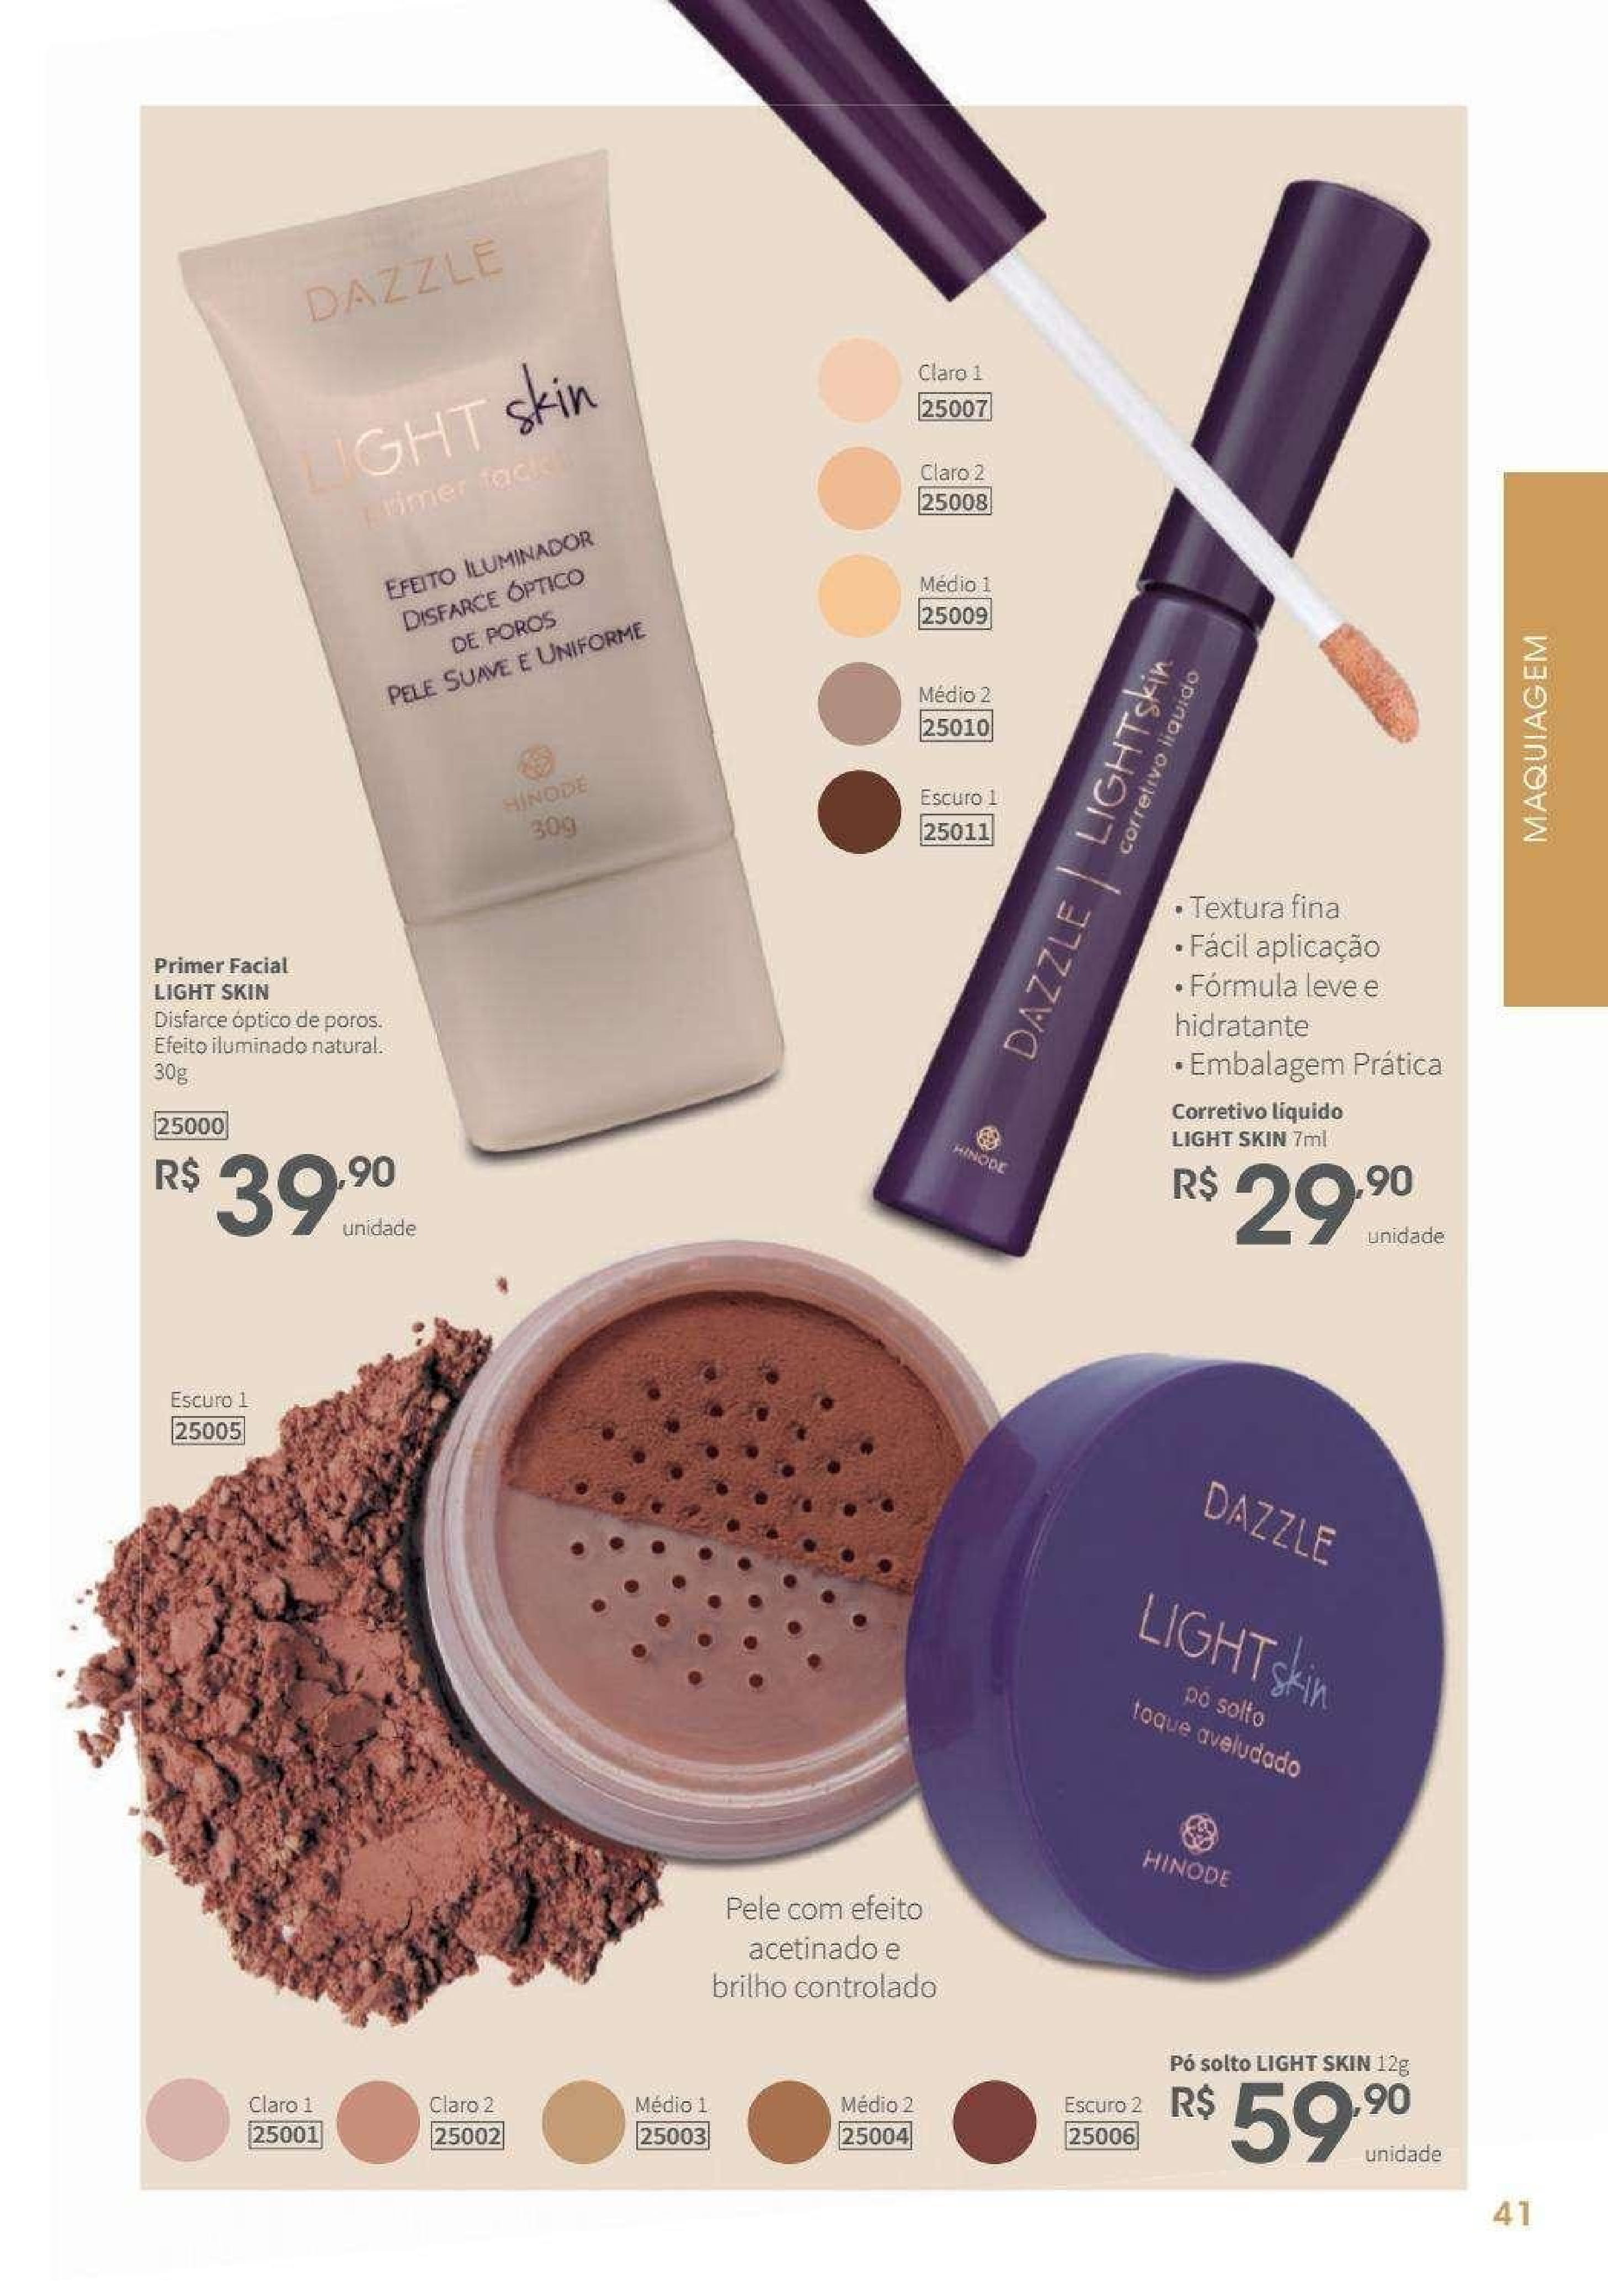 DAZZLE
LIGHT skin
primer facial
EFEITO ILUMINADOR
DISFARCE ÓPTICO
DE POROS
PELE SUAVE E UNIFORME
HINODE
30g
Claro 1
25007
Claro 2
25008
Médio 1
25009
Médio 2
25010
Escuro 1
25011
DAZZLE | LIGHT skin
corretivo líquido
HINODE
MAQUIAGEM
Primer Facial
LIGHT SKIN
Disfarce óptico de poros.
Efeito iluminado natural.
30g
25000
R$ 39,90
unidade
• Textura fina
• Fácil aplicação
• Fórmula leve e
hidratante
• Embalagem Prática
Corretivo líquido
LIGHT SKIN 7ml
R$ 29,90
unidade
Escuro 1
25005
DAZZLE
LIGHT skin
pó solto
toque aveludado
HINODE
Pele com efeito
acetinado e
brilho controlado
Claro 1
25001
Claro 2
25002
Médio 1
25003
Médio 2
25004
Escuro 2
25006
Pó solto LIGHT SKIN 12g
R$ 59,90
unidade
41